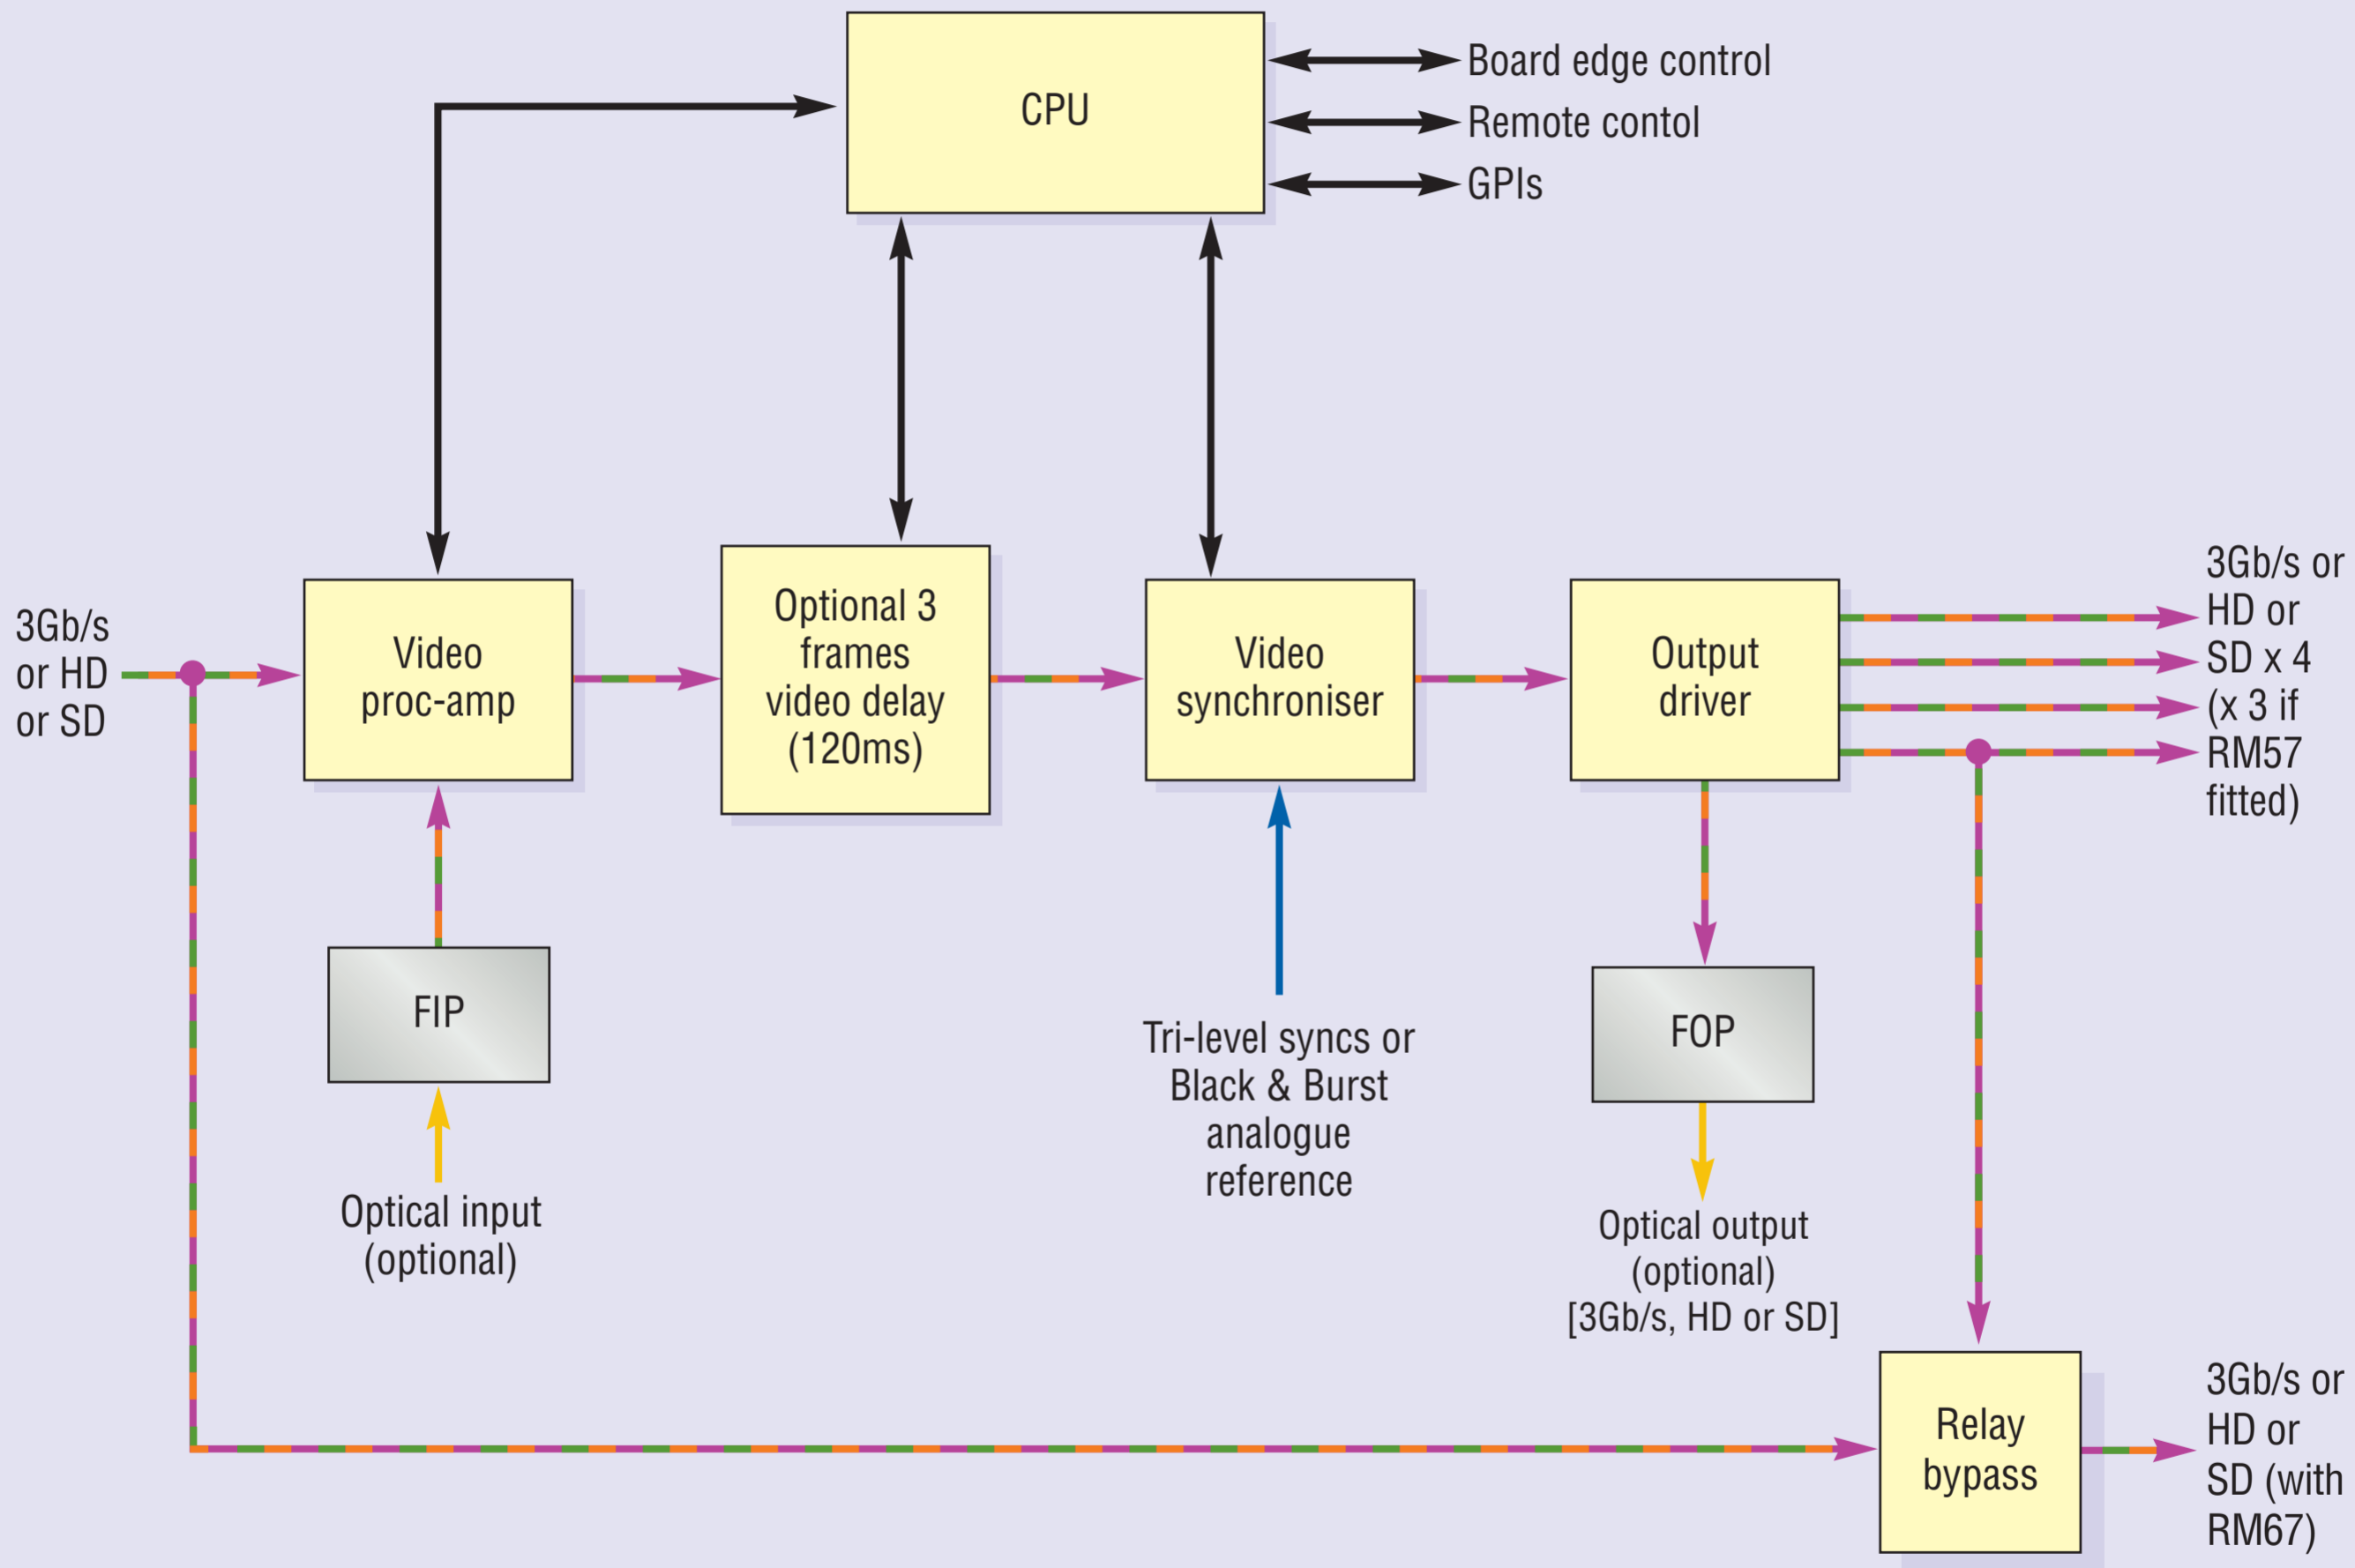 CPU
Board edge control
Remote contol
GPIs
3Gb/s
or HD
or SD
Video
proc-amp
Optional 3
frames
video delay
(120ms)
Video
synchroniser
Output
driver
3Gb/s or
HD or
SD x 4
(x 3 if
RM57
fitted)
FIP
Optical input
(optional)
Tri-level syncs or
Black & Burst
analogue
reference
FOP
Optical output
(optional)
[3Gb/s, HD or SD]
Relay
bypass
3Gb/s or
HD or
SD (with
RM67)